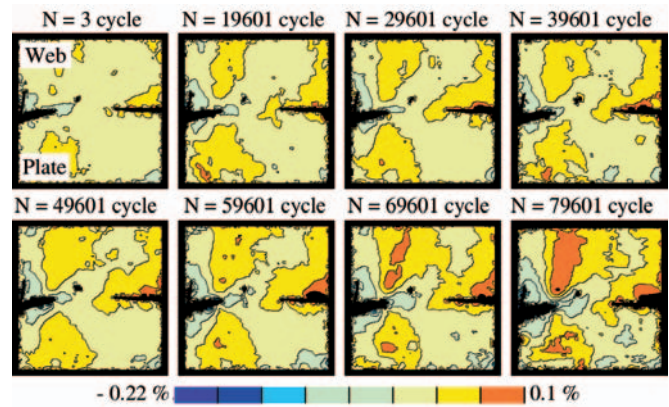 N = 3 cycle N = 19601 cycle N = 29601 cycle N = 39601 cycle
Web
Plate
N = 49601 cycle N = 59601 cycle N = 69601 cycle N = 79601 cycle
- 0.22 % 0.1 %